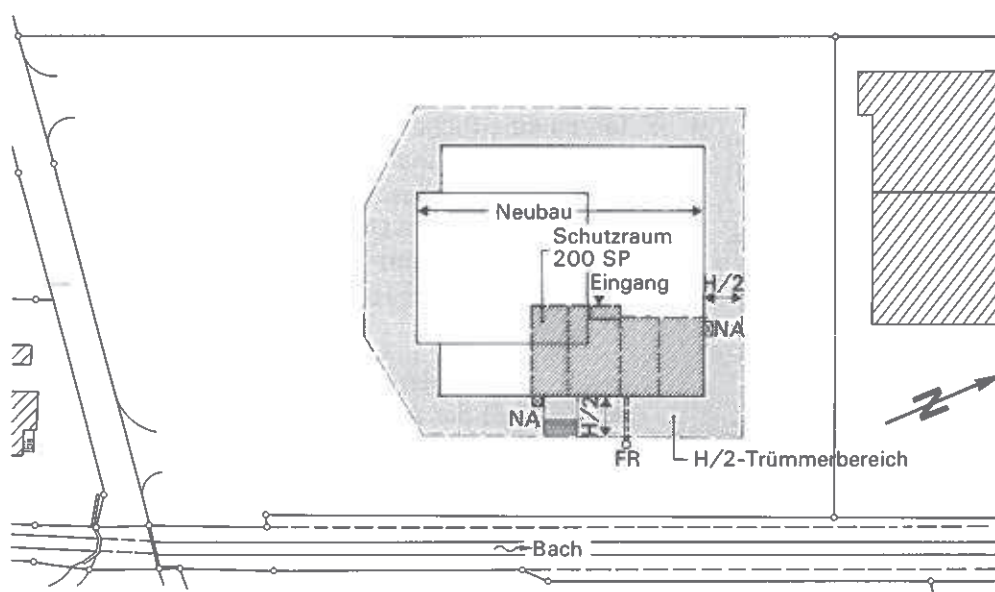 Neubau
Schutzraum
200 SP
Eingang
H/2
NA
NA
H/2
FR
H/2-Trümmerbereich
N
Bach